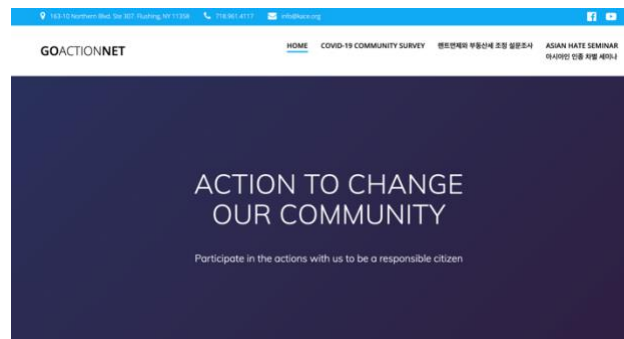 163-10 Northern Blvd. Ste 307. Flushing, NY 11358 718.961.4117 info@kace.org
GOACTIONNET
HOME COVID-19 COMMUNITY SURVEY 렌트연체와 부동산세 조정 설문조사 ASIAN HATE SEMINAR
아시아인 인종 차별 세미나
ACTION TO CHANGE
OUR COMMUNITY
Participate in the actions with us to be a responsible citizen